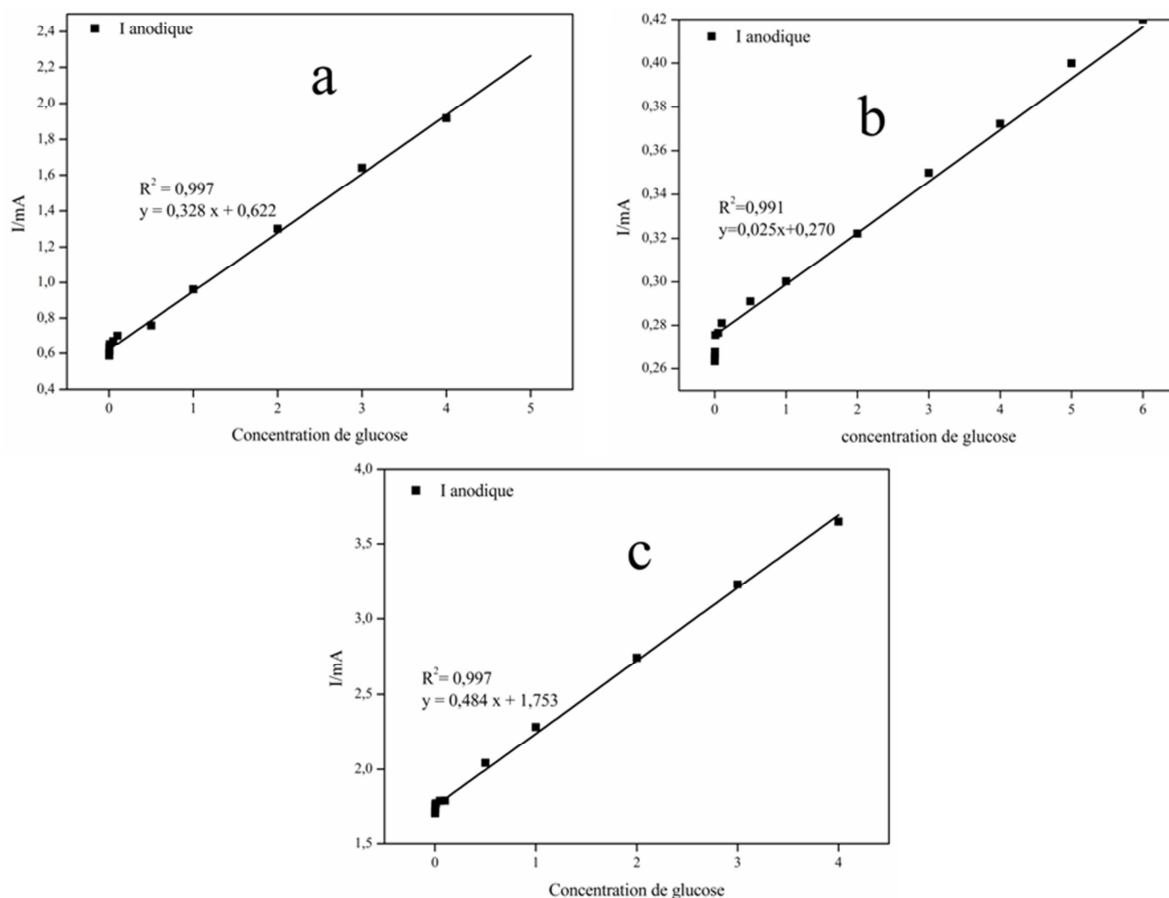 I anodique
a
R² = 0,997
y = 0,328 x + 0,622
I/mA
2,4
2,2
2,0
1,8
1,6
1,4
1,2
1,0
0,8
0,6
0,4
0 1 2 3 4 5
Concentration de glucose
I anodique
b
R²=0,991
y=0,025x+0,270
I/mA
0,42
0,40
0,38
0,36
0,34
0,32
0,30
0,28
0,26
0 1 2 3 4 5 6
concentration de glucose
I anodique
c
R²= 0,997
y = 0,484 x + 1,753
I/mA
4,0
3,5
3,0
2,5
2,0
1,5
0 1 2 3 4
Concentration de glucose